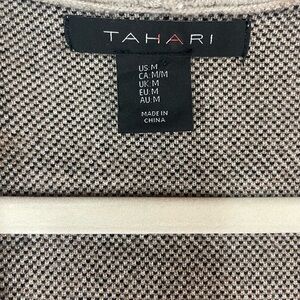 TAHARI
US: M
CA: M/M
UK: M
EU: M
AU: M
MADE IN
CHINA